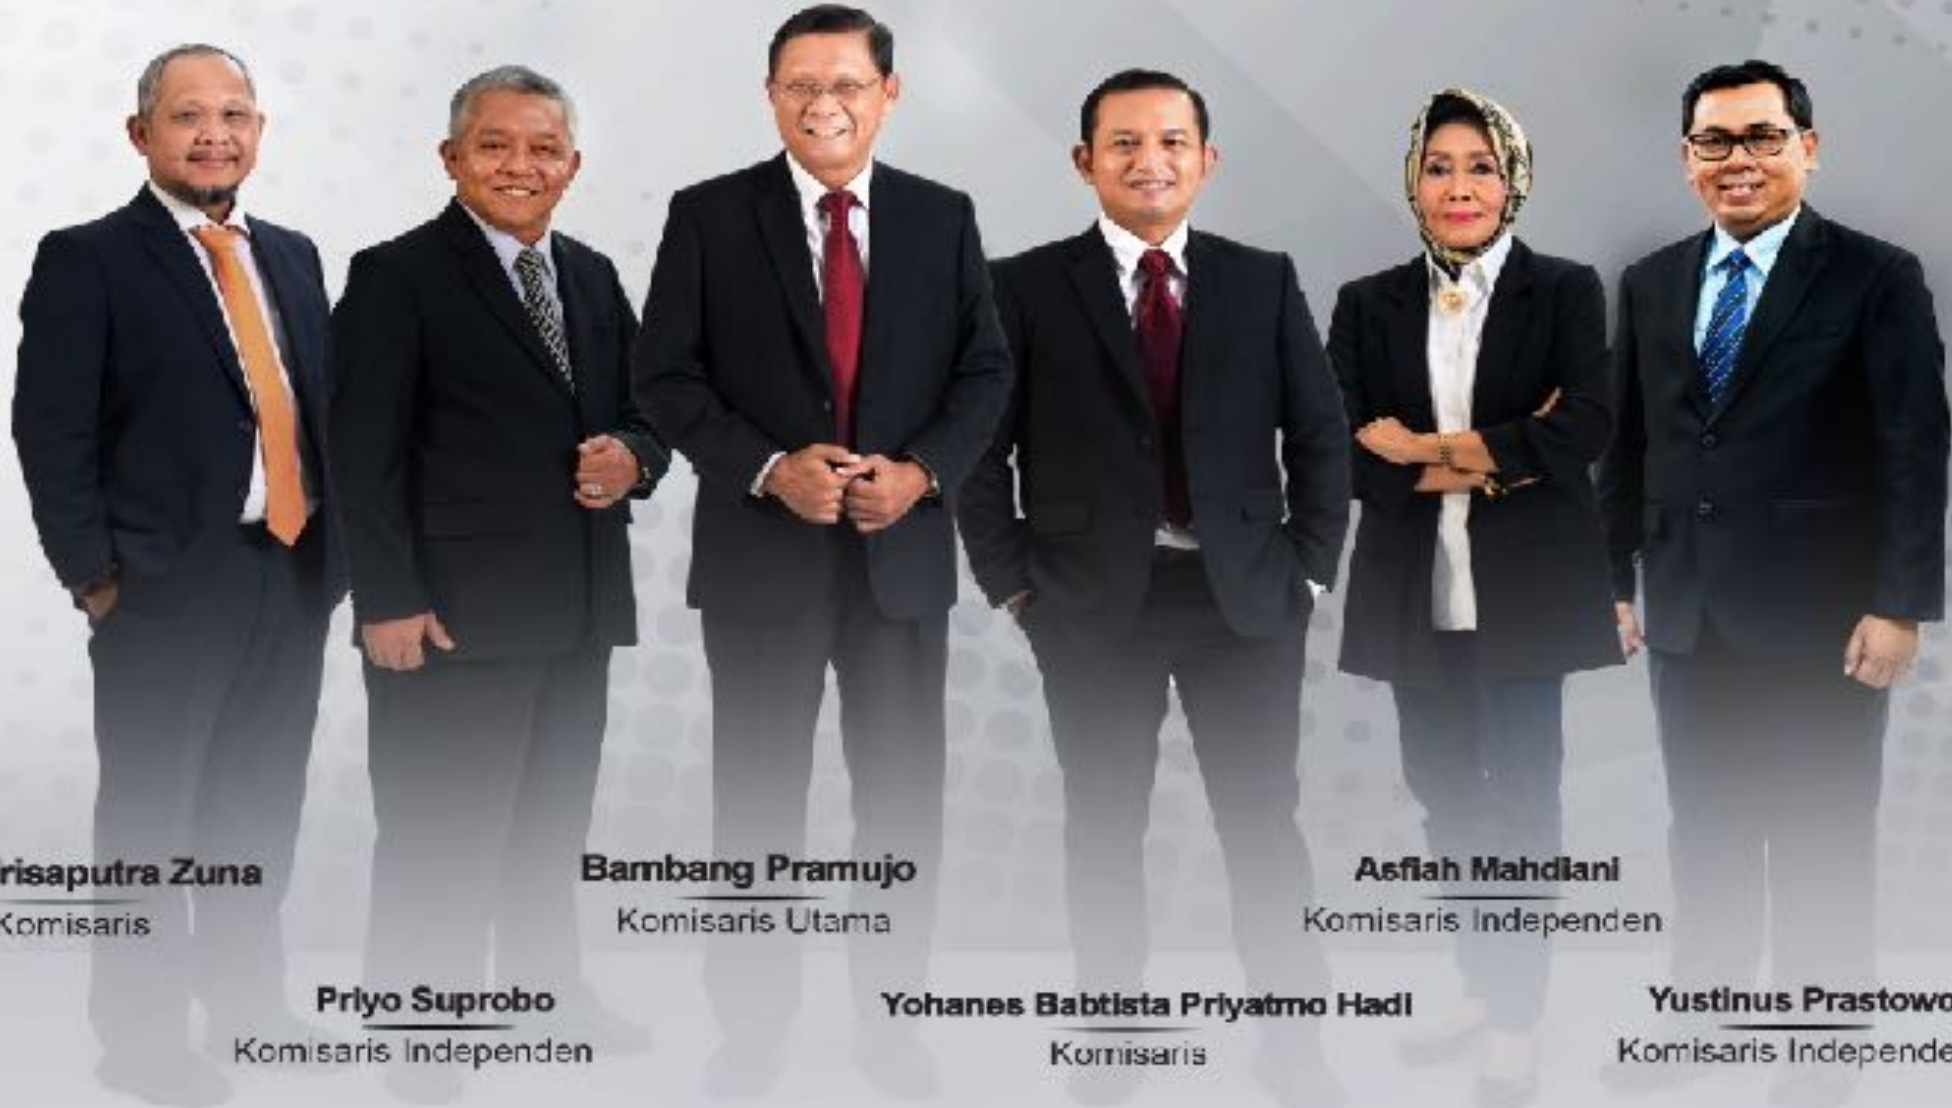 risaputra Zuna
Komisaris
Priyo Suprobo
Komisaris Independen
Bambang Pramujo
Komisaris Utama
Yohanes Babtista Priyatmo Hadi
Komisaris
Asfiah Mahdiani
Komisaris Independen
Yustinus Prastowo
Komisaris Independe